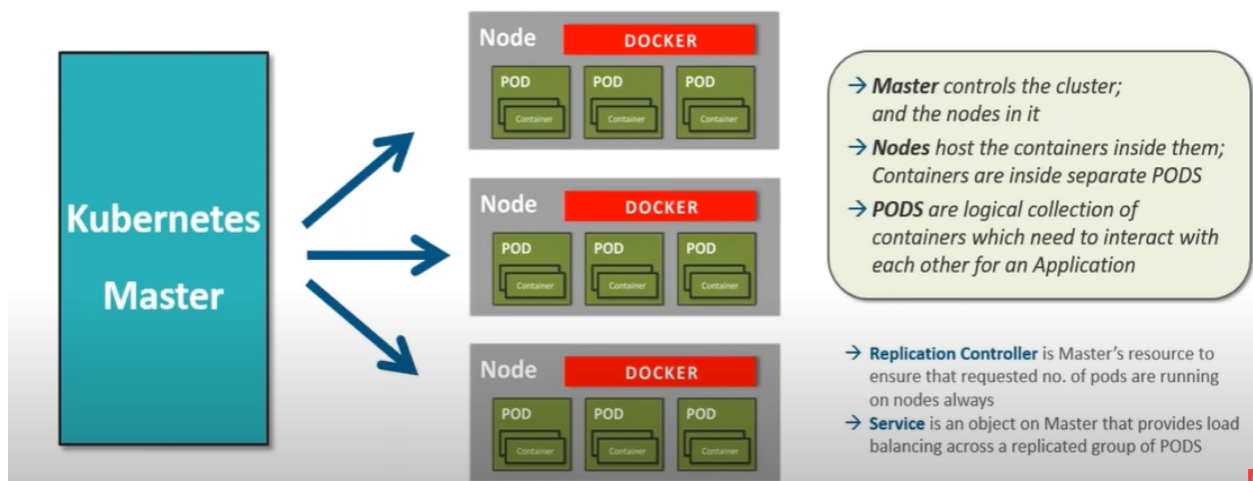 Kubernetes
Master
Node
DOCKER
POD
Container
POD
Container
POD
Container
Node
DOCKER
POD
Container
POD
Container
POD
Container
Node
DOCKER
POD
Container
POD
Container
POD
Container
→ Master controls the cluster;
and the nodes in it
→ Nodes host the containers inside them;
Containers are inside separate PODS
→ PODS are logical collection of
containers which need to interact with
each other for an Application
→ Replication Controller is Master's resource to
ensure that requested no. of pods are running
on nodes always
→ Service is an object on Master that provides load
balancing across a replicated group of PODS